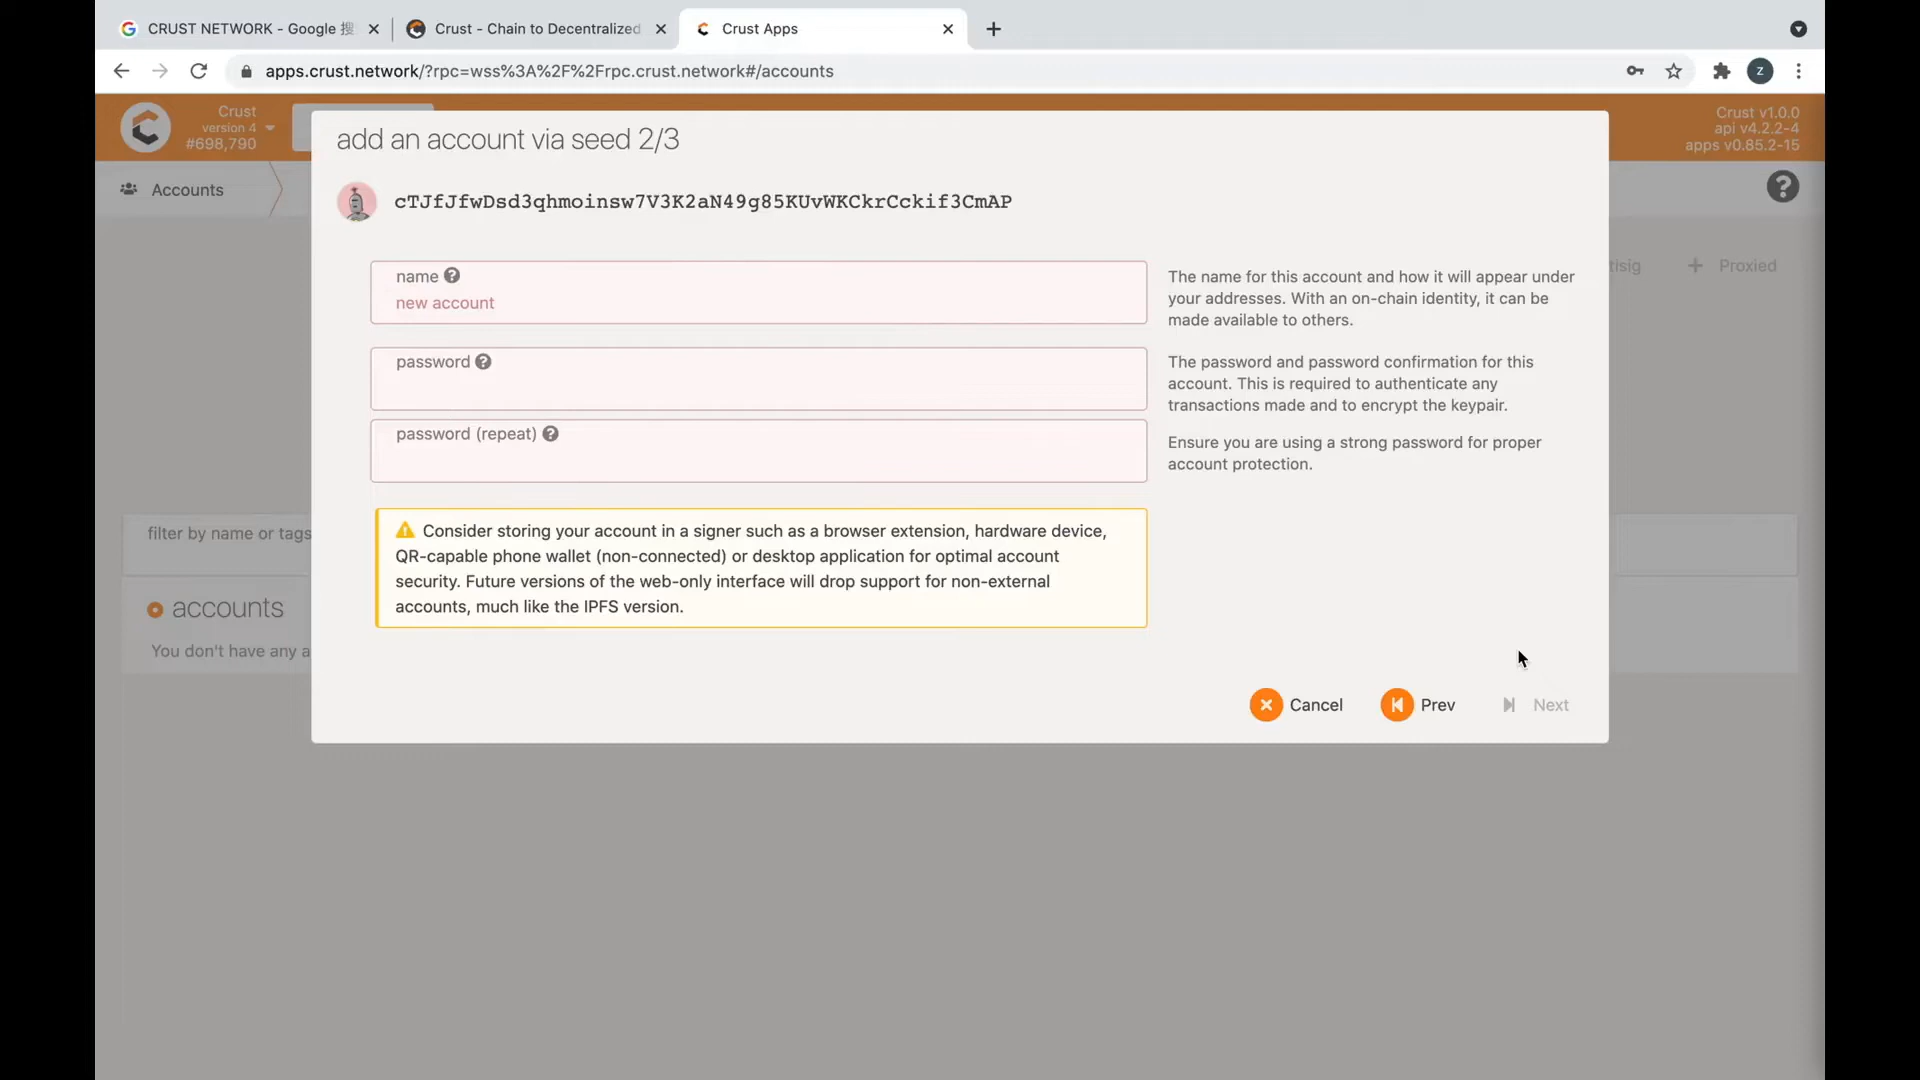 CRUST NETWORK - Google 搜
Crust - Chain to Decentralized
Crust Apps
apps.crust.network/?rpc=wss%3A%2F%2Frpc.crust.network#/accounts
Z
Crust
version 4
#698,790
Crust v1.0.0
api v4.2.2-4
apps v0.85.2-15
Accounts
add an account via seed 2/3
cTJfJfwDsd3qhmoinsw7V3K2aN49g85KUvWKCkrCckif3CmAP
tisig
Proxied
name
new account
The name for this account and how it will appear under
your addresses. With an on-chain identity, it can be
made available to others.
password
The password and password confirmation for this
account. This is required to authenticate any
transactions made and to encrypt the keypair.
password (repeat)
Ensure you are using a strong password for proper
account protection.
filter by name or tags
Consider storing your account in a signer such as a browser extension, hardware device,
QR-capable phone wallet (non-connected) or desktop application for optimal account
security. Future versions of the web-only interface will drop support for non-external
accounts, much like the IPFS version.
accounts
You don't have any a
Cancel
Prev
Next